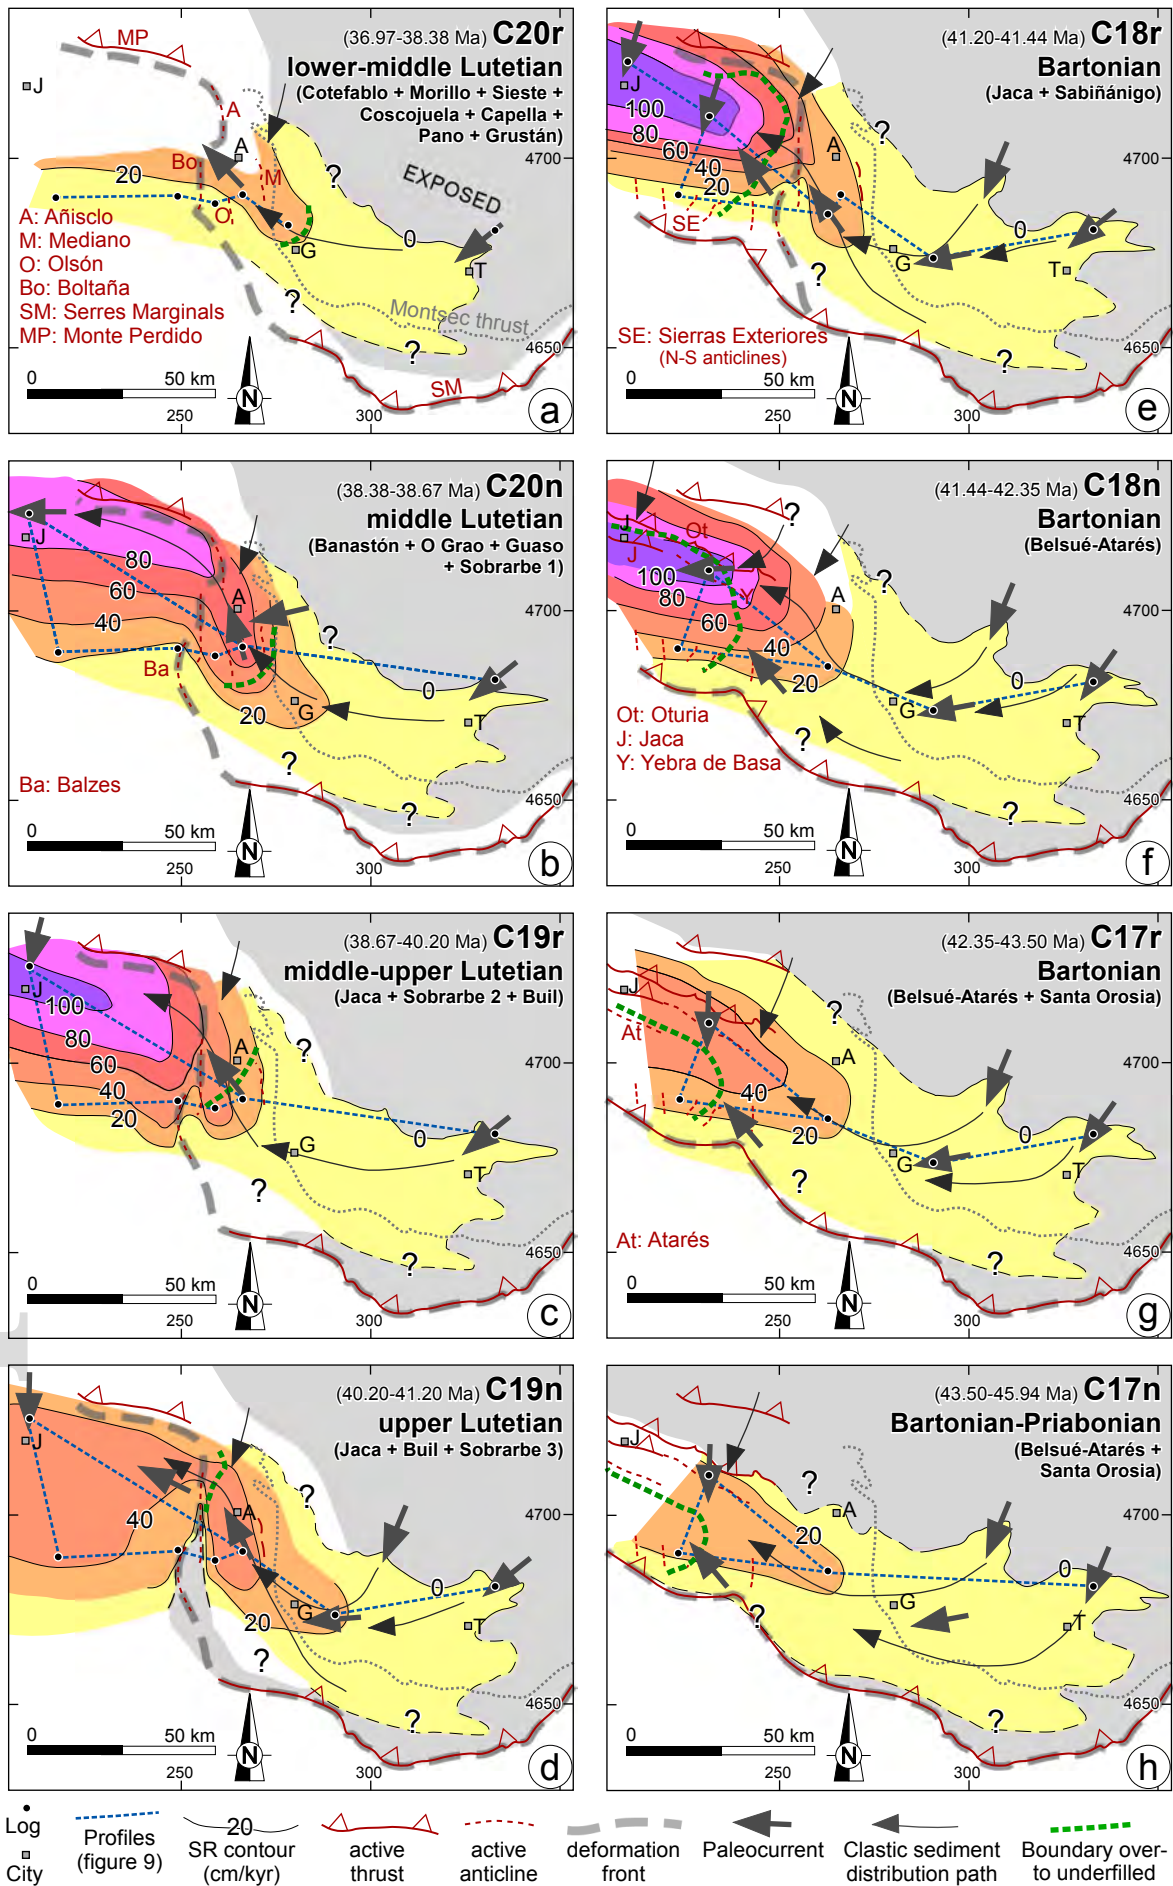 (36.97-38.38 Ma) C20r
lower-middle Lutetian
(Cotefablo + Morillo + Sieste +
Coscojuela + Capella +
Pano + Grustán)
MP
J
A
A
Bo
M
O
20
?
EXPOSED
4700
0
G
T
A: Añisclo
M: Mediano
O: Olsón
Bo: Boltaña
SM: Serres Marginals
MP: Monte Perdido
?
Montsec thrust
?
4650
SM
0
50 km
N
250
300
a
(38.38-38.67 Ma) C20n
middle Lutetian
(Banastón + O Grao + Guaso
+ Sobrarbe 1)
J
80
60
40
A
?
4700
Ba
0
20
G
T
?
?
Ba: Balzes
4650
0
50 km
N
250
300
b
(38.67-40.20 Ma) C19r
middle-upper Lutetian
(Jaca + Sobrarbe 2 + Buil)
J
100
80
60
40
20
A
?
4700
0
G
T
?
?
4650
0
50 km
N
250
300
c
(40.20-41.20 Ma) C19n
upper Lutetian
(Jaca + Buil + Sobrarbe 3)
J
?
40
A
4700
0
20
G
T
?
?
4650
0
50 km
N
250
300
d
(41.20-41.44 Ma) C18r
Bartonian
(Jaca + Sabiñánigo)
J
100
80
60
40
20
A
?
4700
SE
0
G
T
?
?
SE: Sierras Exteriores
(N-S anticlines)
4650
0
50 km
N
250
300
e
(41.44-42.35 Ma) C18n
Bartonian
(Belsué-Atarés)
J
J
Ot
?
?
100
80
Y
60
40
20
A
4700
0
G
T
?
?
Ot: Oturia
J: Jaca
Y: Yebra de Basa
4650
0
50 km
N
250
300
f
(42.35-43.50 Ma) C17r
Bartonian
(Belsué-Atarés + Santa Orosia)
J
At
?
A
4700
40
20
0
G
T
?
?
At: Atarés
4650
0
50 km
N
250
300
g
(43.50-45.94 Ma) C17n
Bartonian-Priabonian
(Belsué-Atarés +
Santa Orosia)
J
?
A
4700
20
0
G
T
?
?
4650
0
50 km
N
250
300
h
Log
City
Profiles
(figure 9)
20
SR contour
(cm/kyr)
active
thrust
active
anticline
deformation
front
Paleocurrent
Clastic sediment
distribution path
Boundary over-
to underfilled